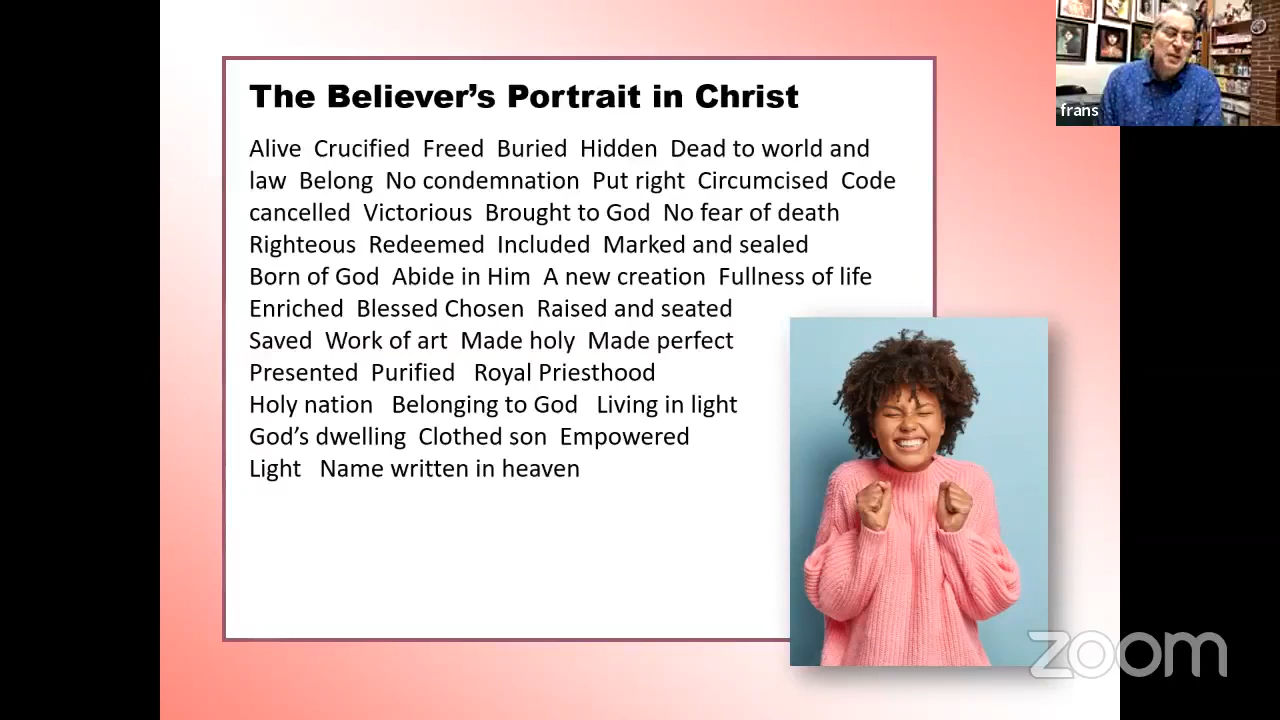 The Believer's Portrait in Christ
Alive Crucified Freed Buried Hidden Dead to world and
law Belong No condemnation Put right Circumcised Code
cancelled Victorious Brought to God No fear of death
Righteous Redeemed Included Marked and sealed
Born of God Abide in Him A new creation Fullness of life
Enriched Blessed Chosen Raised and seated
Saved Work of art Made holy Made perfect
Presented Purified Royal Priesthood
Holy nation Belonging to God Living in light
God's dwelling Clothed son Empowered
Light Name written in heaven
frans
zoom